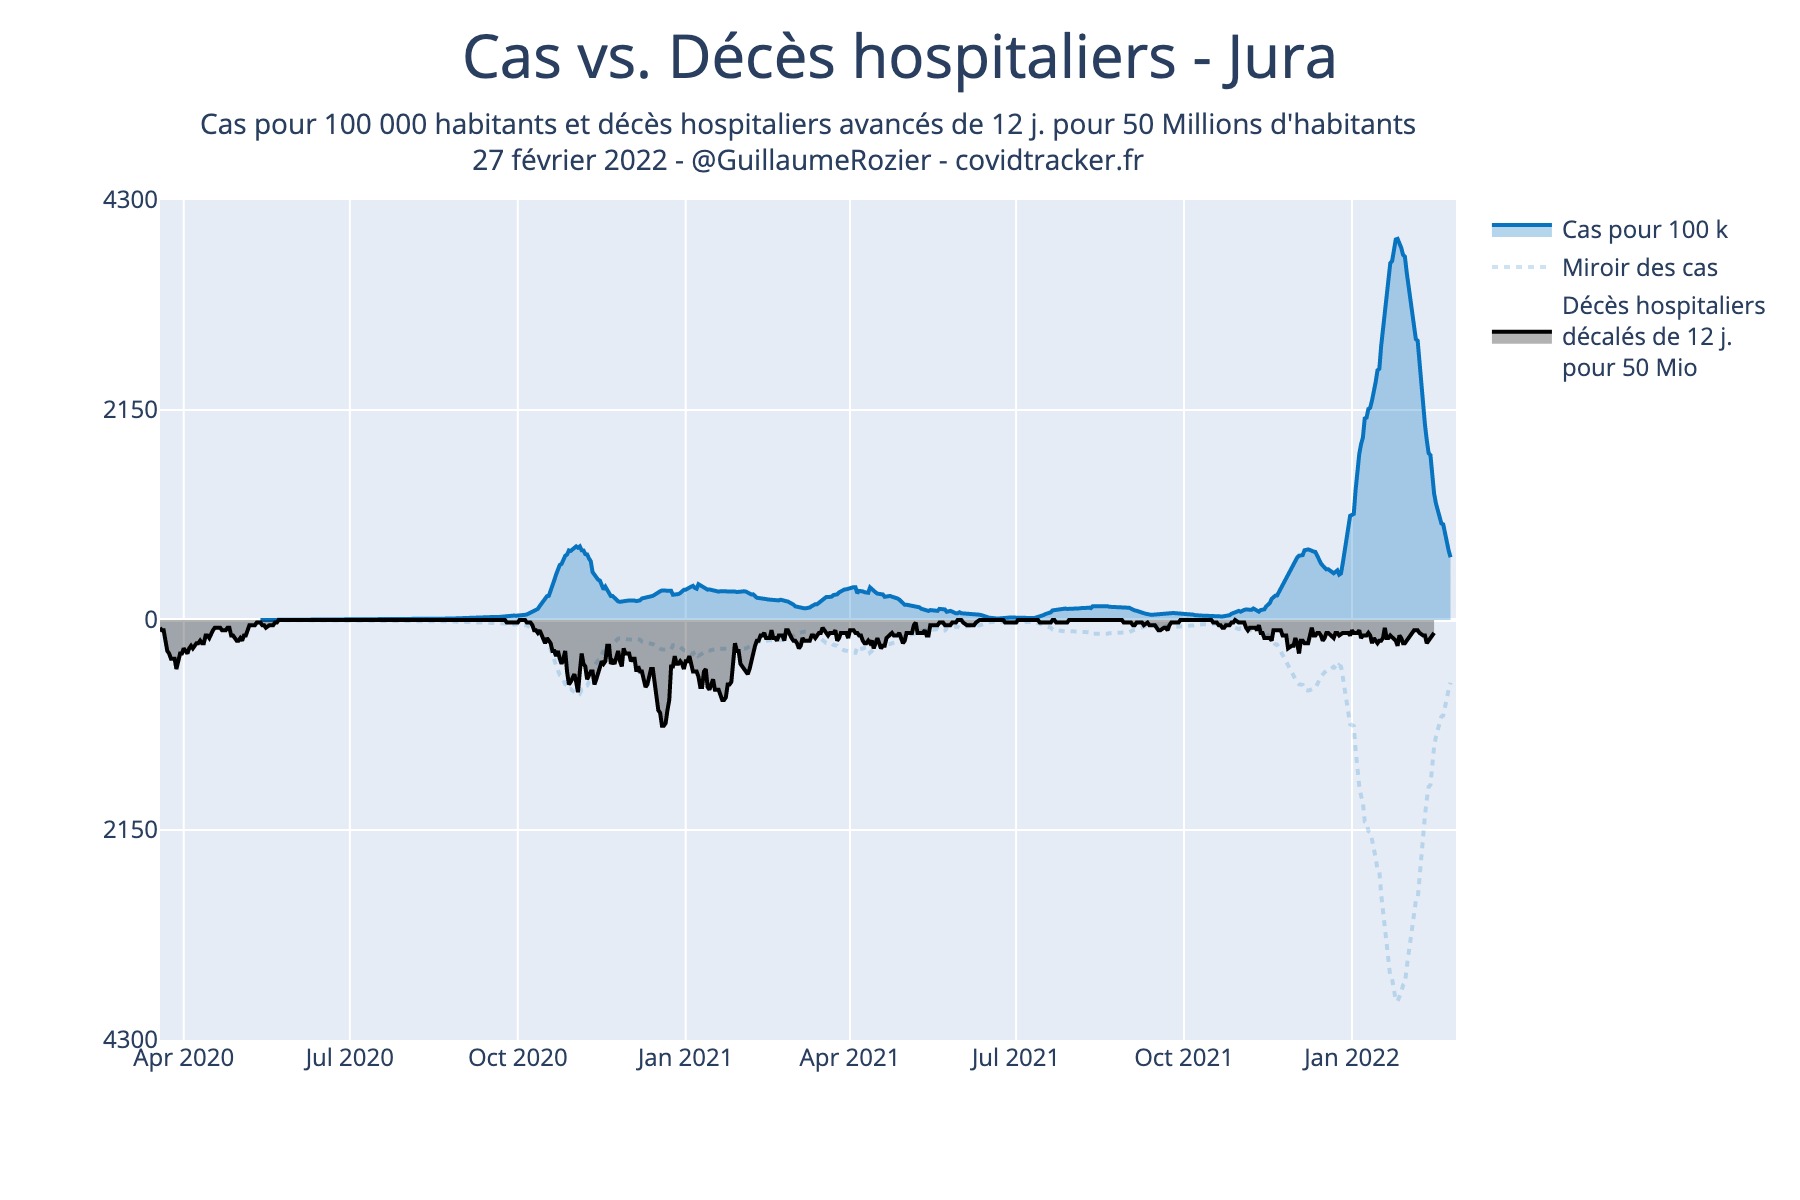 Cas vs. Décès hospitaliers - Jura
Cas pour 100 000 habitants et décès hospitaliers avancés de 12 j. pour 50 Millions d'habitants
27 février 2022 - @GuillaumeRozier - covidtracker.fr
4300
2150
0
2150
4300
Apr 2020
Jul 2020
Oct 2020
Jan 2021
Apr 2021
Jul 2021
Oct 2021
Jan 2022
Cas pour 100 k
Miroir des cas
Décès hospitaliers
décalés de 12 j.
pour 50 Mio